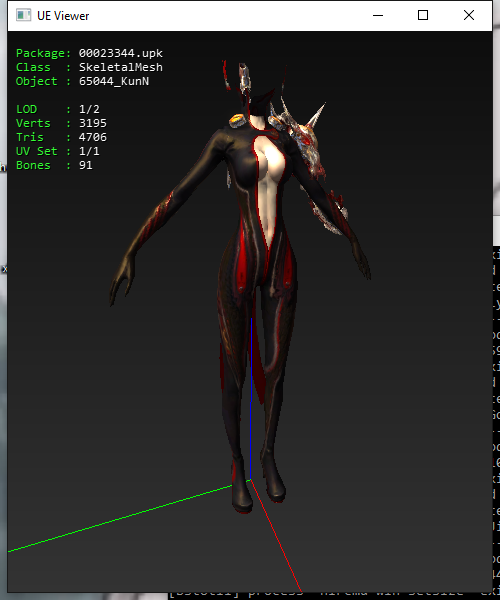 UE Viewer
Package: 00023344.upk
Class : SkeletalMesh
Object : 65044_KunN
LOD : 1/2
Verts : 3195
Tris : 4706
UV Set : 1/1
Bones : 91